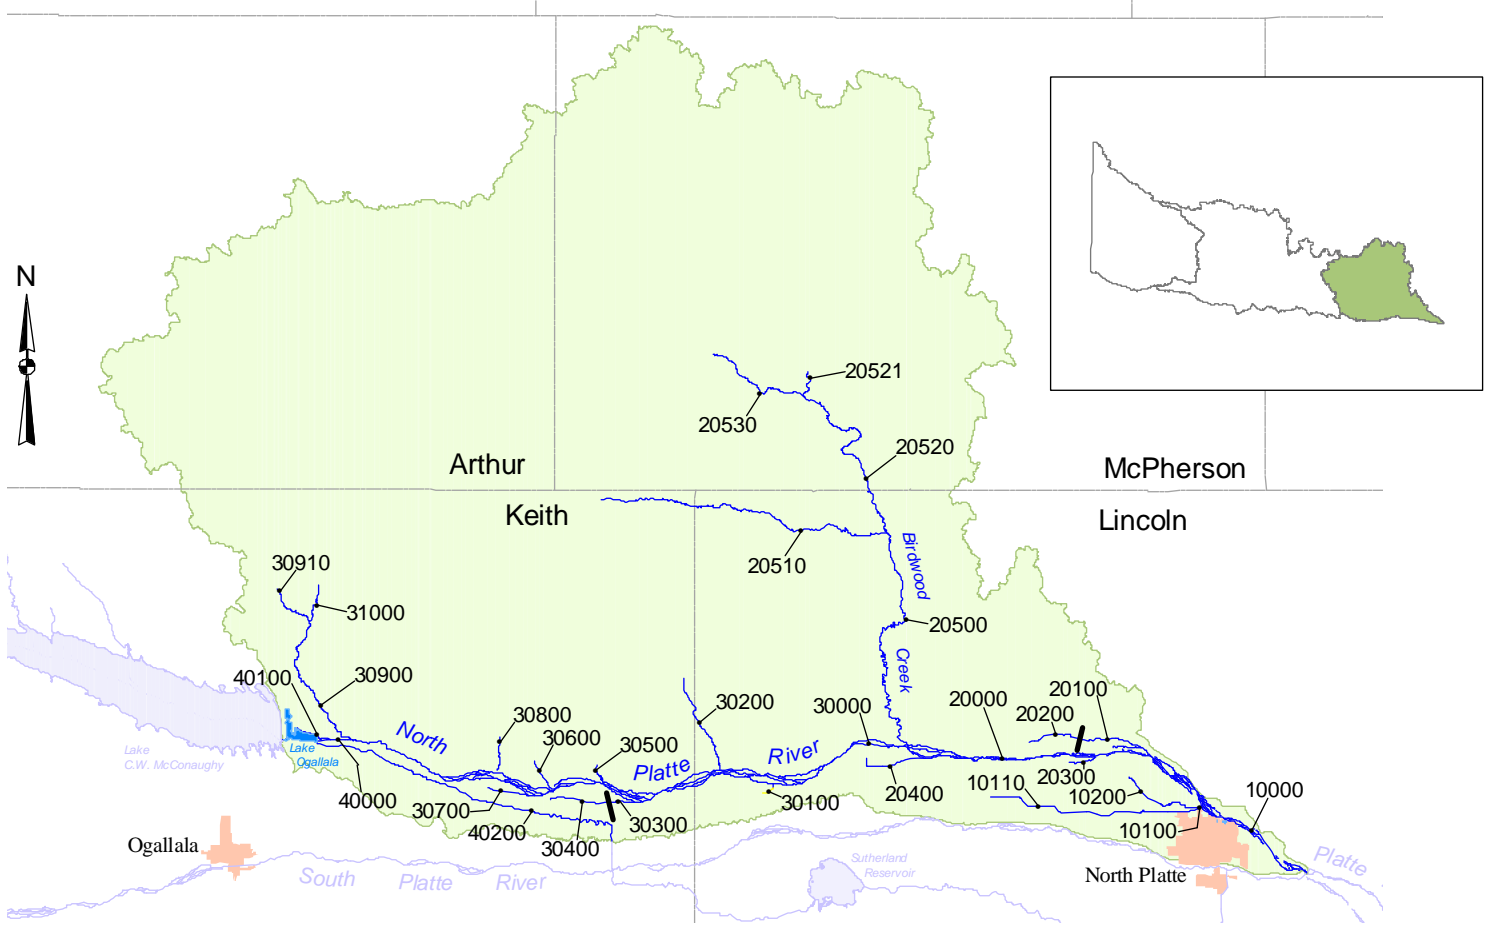 N
20521
20530
20520
Arthur
McPherson
Keith
Lincoln
Birdwood
20510
30910
31000
20500
Creek
40100
30900
30200
30000
20000
20100
20200
30800
30600
30500
North
Platte
River
Lake
C.W. McConaughy
Lake
Ogallala
40000
30700
40200
30400
30300
30100
20400
10110
20300
10200
10100
10000
Ogallala
South Platte River
Sutherland
Reservoir
North Platte
Platte